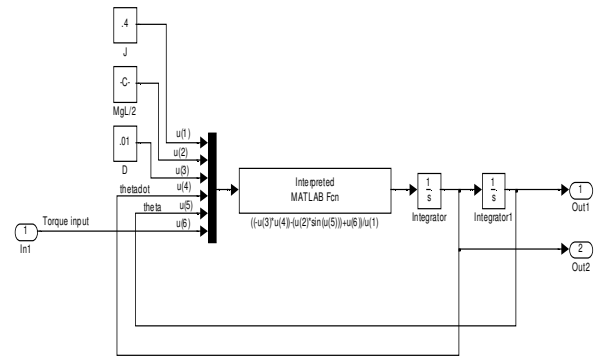 .4
J
-C-
MgL/2
.01
D
u(1)
u(2)
u(3)
thetadot u(4)
theta u(5)
u(6)
Torque input
1
In1
Interpreted
MATLAB Fcn
((-u(3)*u(4))-(u(2)*sin(u(5)))+u(6))/u(1)
1
s
Integrator
1
s
Integrator1
1
Out1
2
Out2